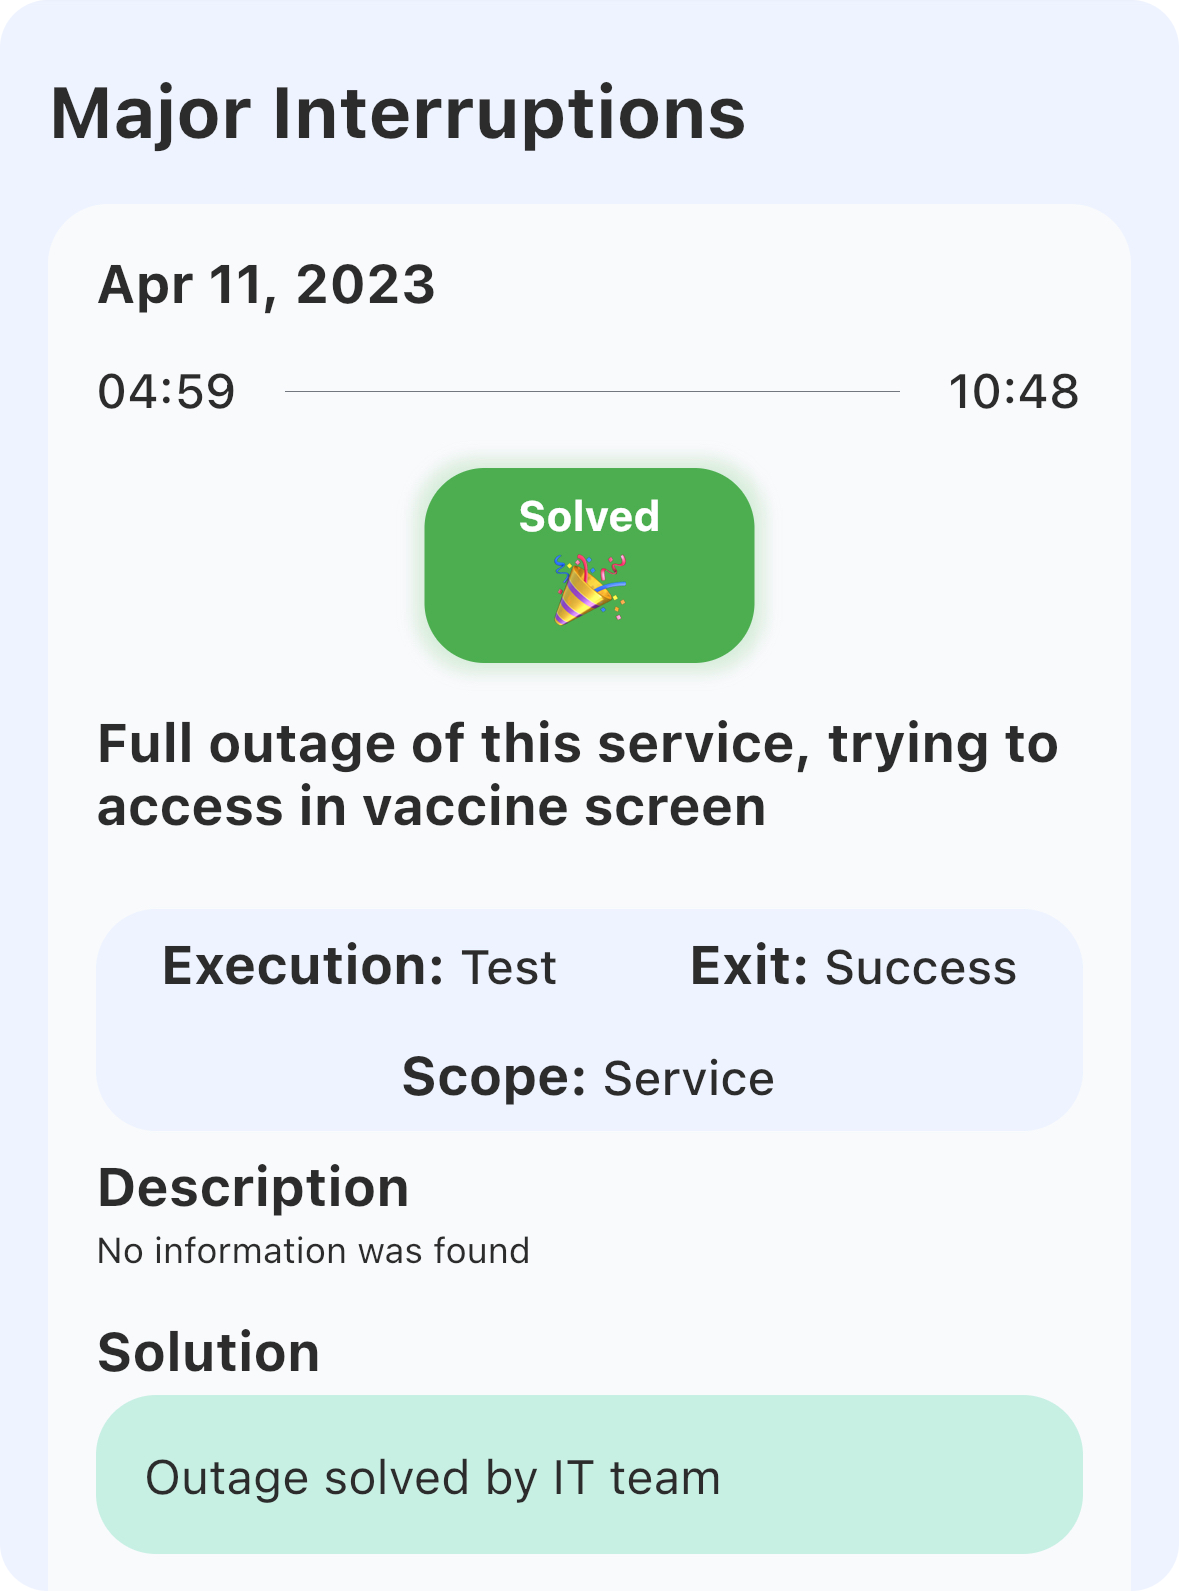 Major Interruptions
Apr 11, 2023
04:59 10:48
Solved
Full outage of this service, trying to
access in vaccine screen
Execution: Test Exit: Success
Scope: Service
Description
No information was found
Solution
Outage solved by IT team